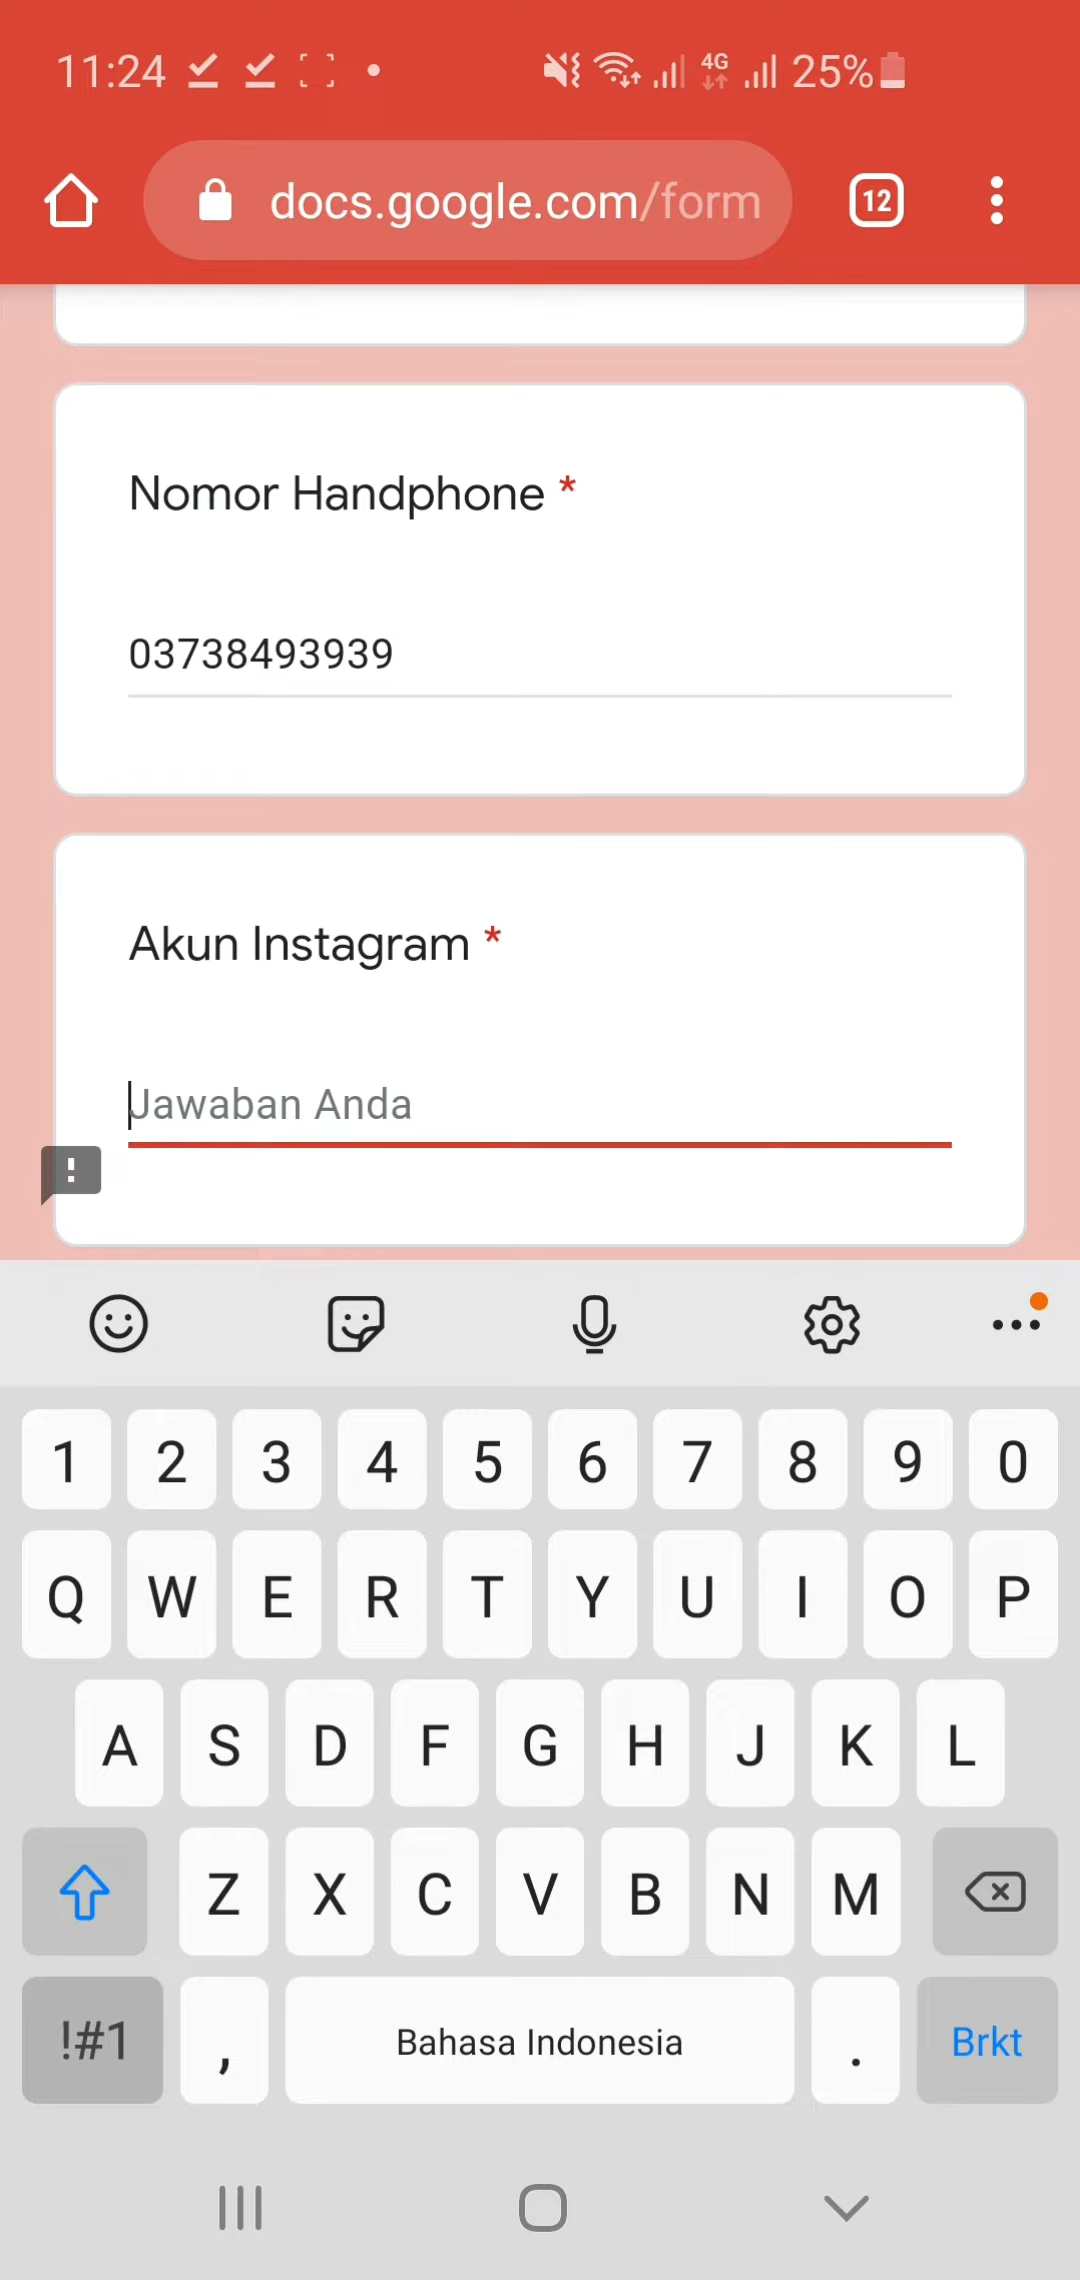 11:24 4G 25%
docs.google.com/form 12
Nomor Handphone *
03738493939
Akun Instagram *
Jawaban Anda
1 2 3 4 5 6 7 8 9 0
Q W E R T Y U I O P
A S D F G H J K L
Z X C V B N M
!#1 , Bahasa Indonesia . Brkt